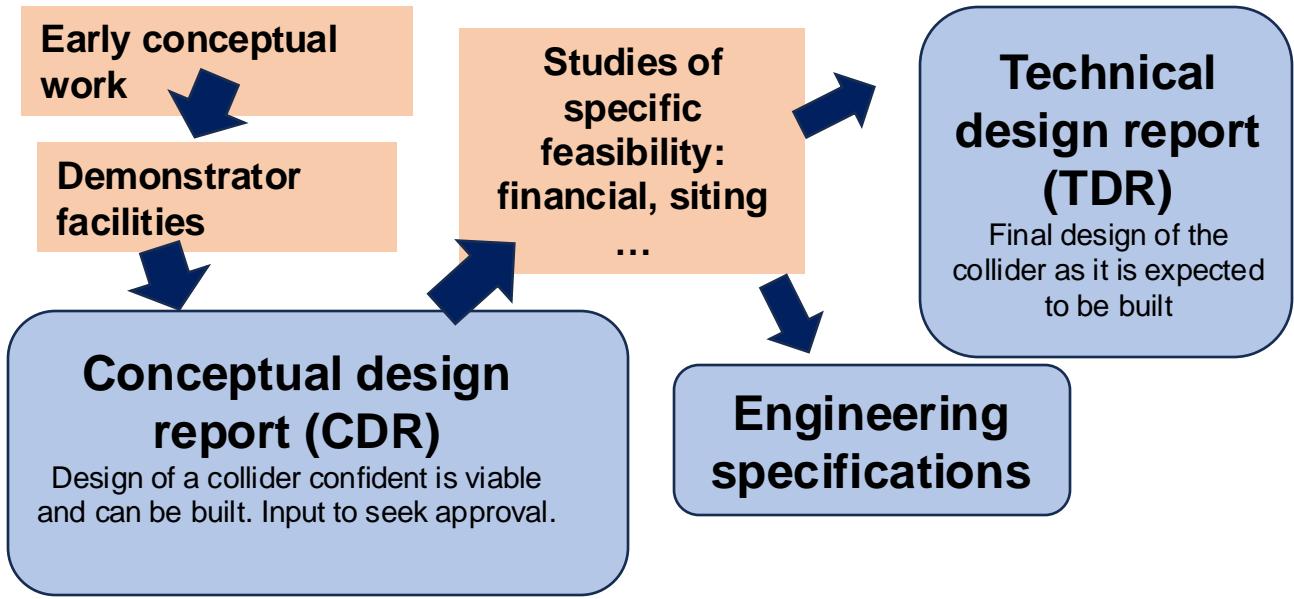 Early conceptual
work
Demonstrator
facilities
Conceptual design
report (CDR)
Design of a collider confident is viable
and can be built. Input to seek approval.
Studies of
specific
feasibility:
financial, siting
…
Engineering
specifications
Technical
design report
(TDR)
Final design of the
collider as it is expected
to be built